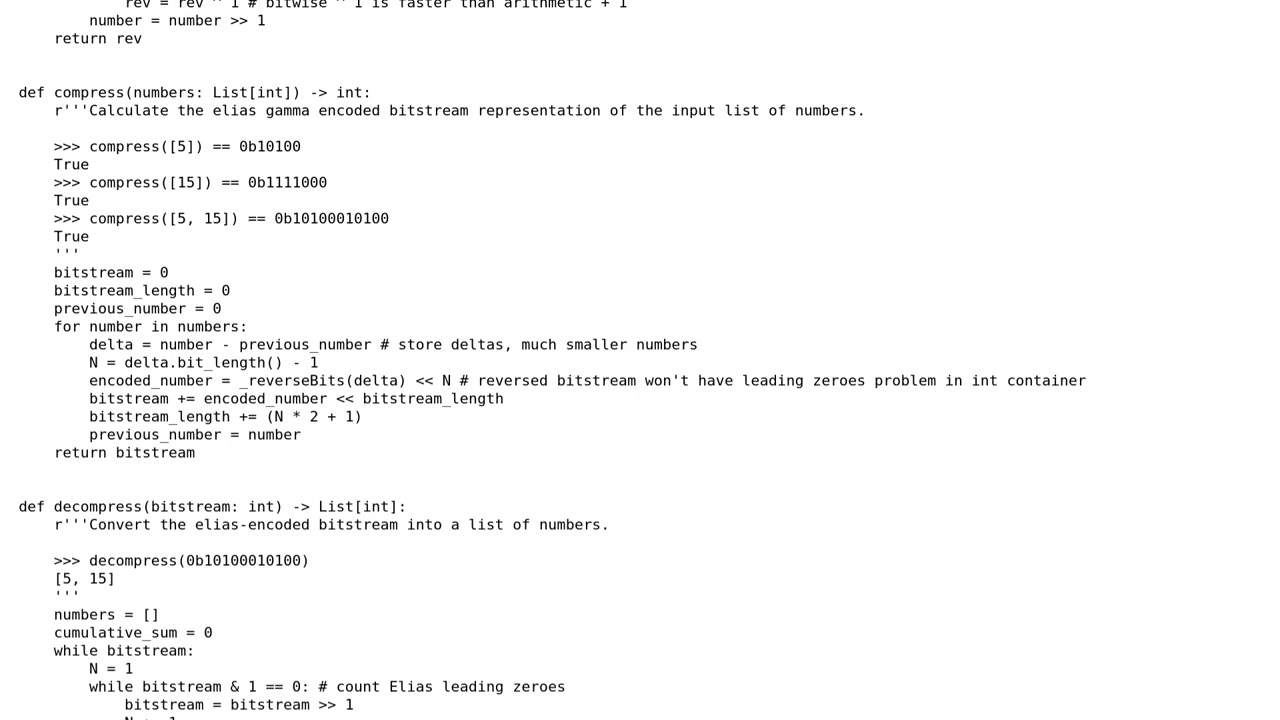 rev = rev ^ 1 # bitwise ^ 1 is faster than arithmetic + 1
number = number >> 1
return rev
def compress(numbers: List[int]) -> int:
r'''Calculate the elias gamma encoded bitstream representation of the input list of numbers.
>>> compress([5]) == 0b10100
True
>>> compress([15]) == 0b1111000
True
>>> compress([5, 15]) == 0b10100010100
True
'''
bitstream = 0
bitstream_length = 0
previous_number = 0
for number in numbers:
delta = number - previous_number # store deltas, much smaller numbers
N = delta.bit_length() - 1
encoded_number = _reverseBits(delta) << N # reversed bitstream won't have leading zeroes problem in int container
bitstream += encoded_number << bitstream_length
bitstream_length += (N * 2 + 1)
previous_number = number
return bitstream
def decompress(bitstream: int) -> List[int]:
r'''Convert the elias-encoded bitstream into a list of numbers.
>>> decompress(0b10100010100)
[5, 15]
'''
numbers = []
cumulative_sum = 0
while bitstream:
N = 1
while bitstream & 1 == 0: # count Elias leading zeroes
bitstream = bitstream >> 1